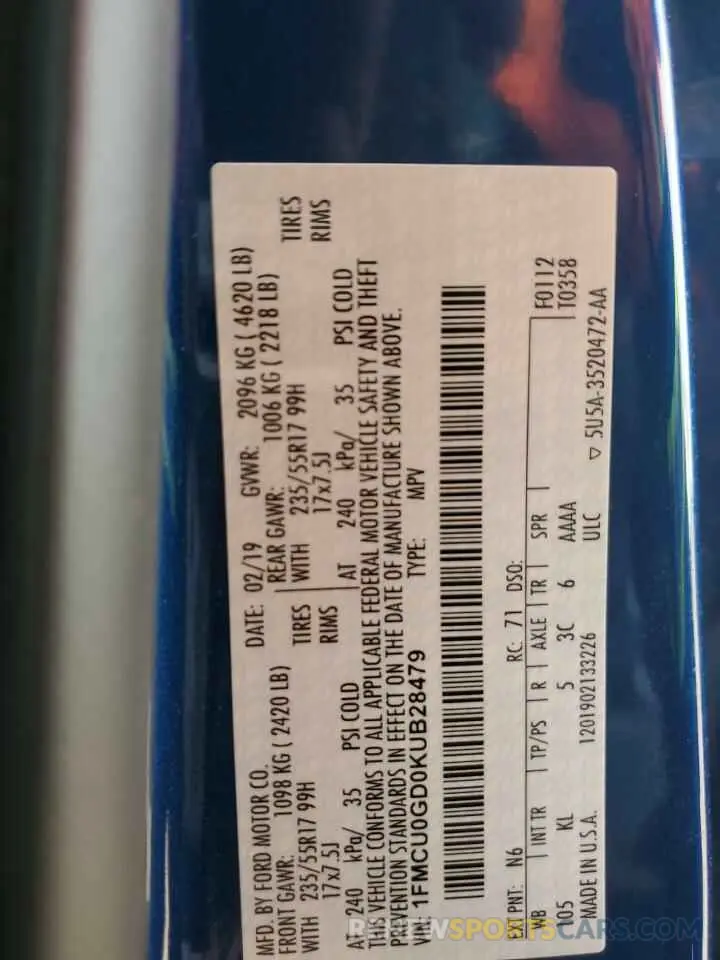 MFD. BY FORD MOTOR CO.
DATE: 02/19 GVWR: 2096 KG ( 4620 LB)
FRONT GAWR: 1098 KG ( 2420 LB) REAR GAWR: 1006 KG ( 2218 LB)
WITH 235/55R17 99H TIRES WITH 235/55R17 99H TIRES
17x7.5J RIMS 17x7.5J RIMS
AT 240 kPa/ 35 PSI COLD AT 240 kPa/ 35 PSI COLD
THIS VEHICLE CONFORMS TO ALL APPLICABLE FEDERAL MOTOR VEHICLE SAFETY AND THEFT
PREVENTION STANDARDS IN EFFECT ON THE DATE OF MANUFACTURE SHOWN ABOVE.
VIN: 1FMCU0GD0KUB28479 TYPE: MPV
EXT PNT: N6 RC: 71 DSO:
WB INT TR TP/PS R AXLE TR SPR F0112
105 KL 5 3C 6 AAAA T0358
MADE IN U.S.A. 1201902133226 ULC ▽ 5U5A-3520472-AA
RENEWSPORTSCARS.COM